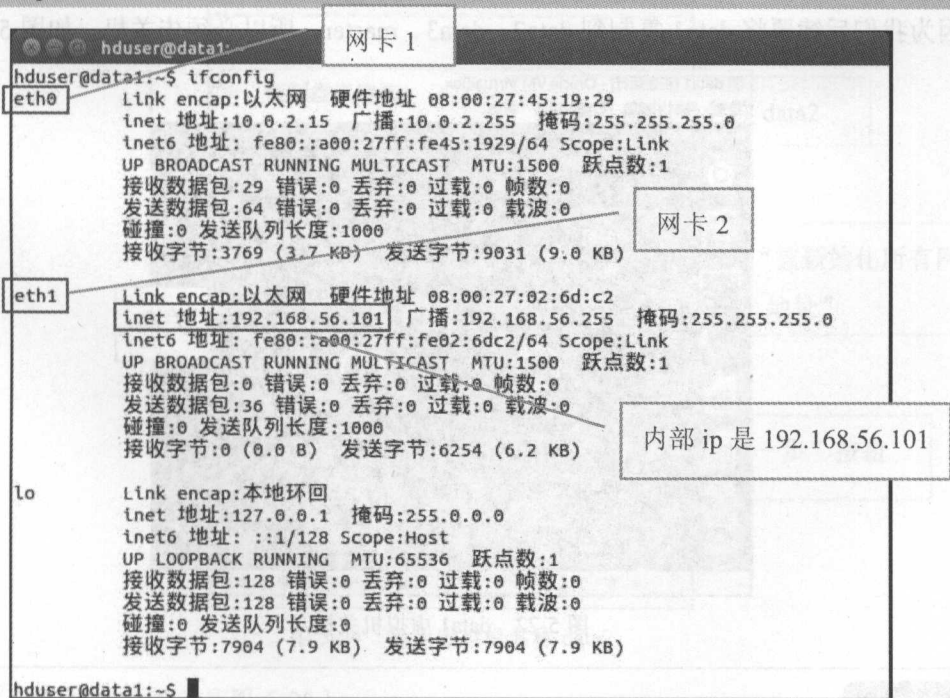 网卡 1
hduser@data1:~
hduser@data1:~$ ifconfig
eth0 Link encap:以太网 硬件地址 08:00:27:45:19:29
inet 地址:10.0.2.15 广播:10.0.2.255 掩码:255.255.255.0
inet6 地址: fe80::a00:27ff:fe45:1929/64 Scope:Link
UP BROADCAST RUNNING MULTICAST MTU:1500 跃点数:1
接收数据包:29 错误:0 丢弃:0 过载:0 帧数:0
发送数据包:64 错误:0 丢弃:0 过载:0 载波:0
碰撞:0 发送队列长度:1000
接收字节:3769 (3.7 KB) 发送字节:9031 (9.0 KB)
网卡 2
eth1 Link encap:以太网 硬件地址 08:00:27:02:6d:c2
inet 地址:192.168.56.101 广播:192.168.56.255 掩码:255.255.255.0
inet6 地址: fe80::a00:27ff:fe02:6dc2/64 Scope:Link
UP BROADCAST RUNNING MULTICAST MTU:1500 跃点数:1
接收数据包:0 错误:0 丢弃:0 过载:0 帧数:0
发送数据包:36 错误:0 丢弃:0 过载:0 载波:0
碰撞:0 发送队列长度:1000
接收字节:0 (0.0 B) 发送字节:6254 (6.2 KB)
内部 ip 是 192.168.56.101
lo Link encap:本地环回
inet 地址:127.0.0.1 掩码:255.0.0.0
inet6 地址: ::1/128 Scope:Host
UP LOOPBACK RUNNING MTU:65536 跃点数:1
接收数据包:128 错误:0 丢弃:0 过载:0 帧数:0
发送数据包:128 错误:0 丢弃:0 过载:0 载波:0
碰撞:0 发送队列长度:0
接收字节:7904 (7.9 KB) 发送字节:7904 (7.9 KB)
hduser@data1:~$